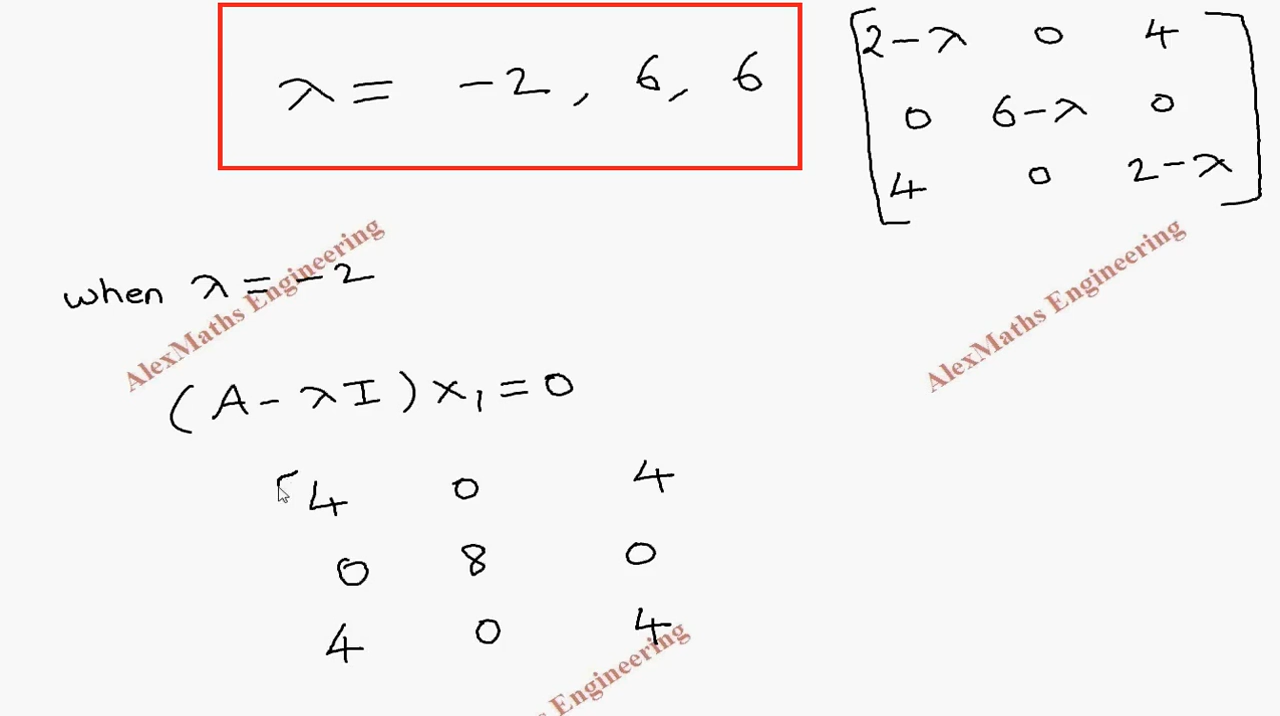 λ = -2, 6, 6
2-λ 0 4
0 6-λ 0
4 0 2-λ
when λ = -2
(A - λI) x₁ = 0
4 0 4
0 8 0
4 0 4
AlexMaths Engineering
AlexMaths Engineering
s Engineering